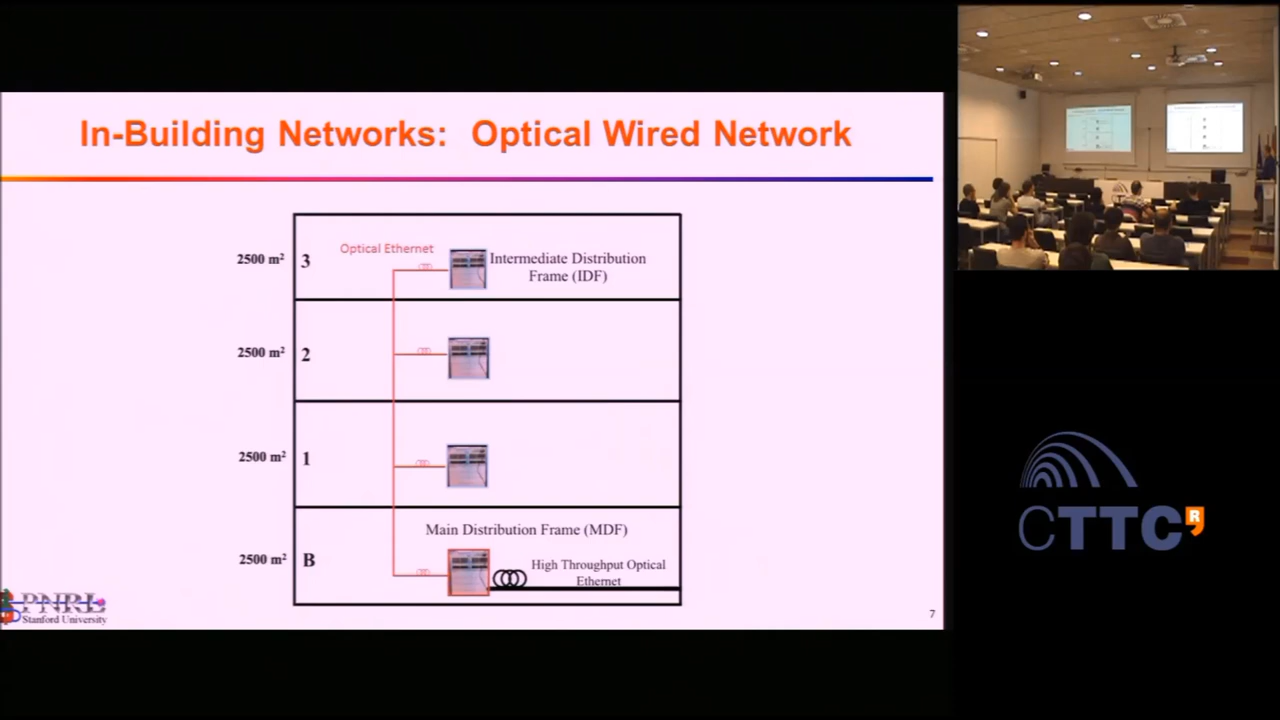 In-Building Networks: Optical Wired Network
Optical Ethernet
2500 m²
3
Intermediate Distribution
Frame (IDF)
2500 m²
2
2500 m²
1
Main Distribution Frame (MDF)
2500 m²
B
High Throughput Optical
Ethernet
PNRL
Stanford University
7
CTTC
R